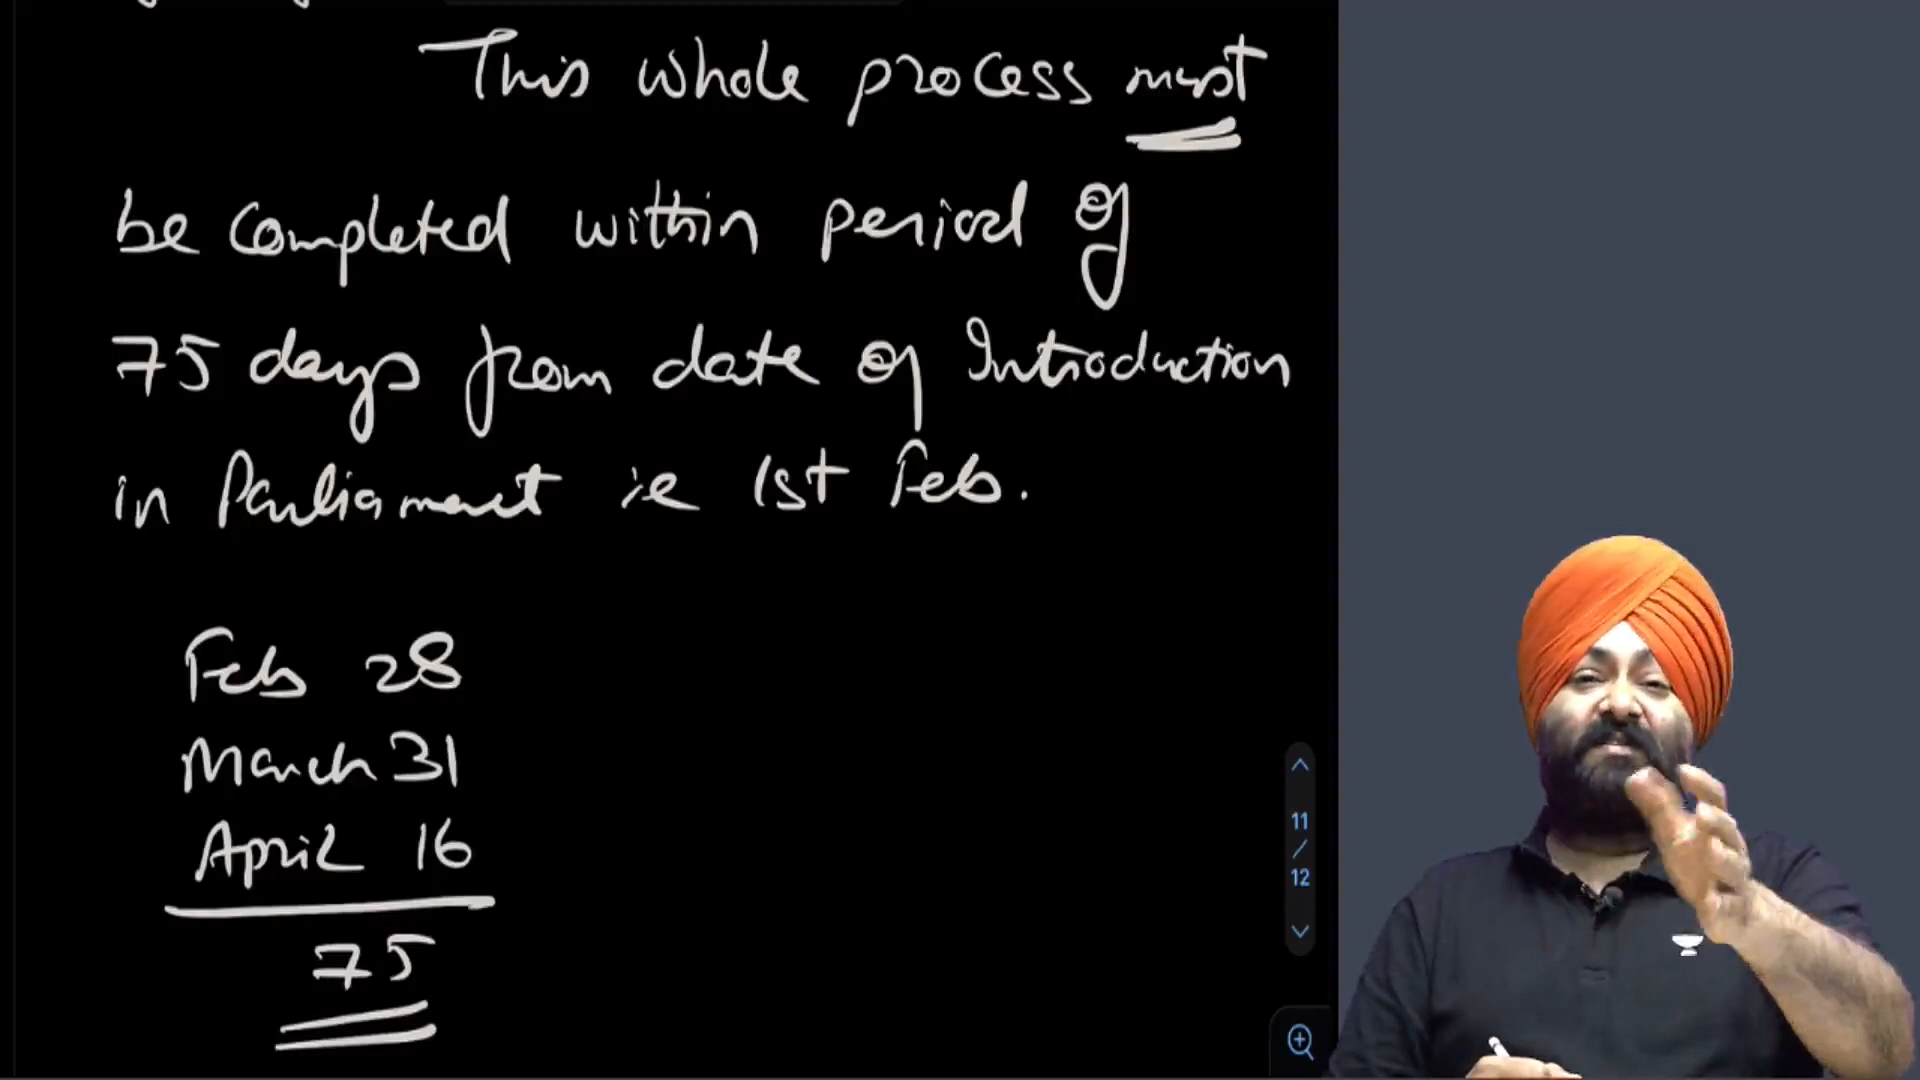 This whole process must
be completed within period of
75 days from date of Introduction
in Parliament ie 1st Feb.
Feb 28
March 31
April 16
75
11
/
12